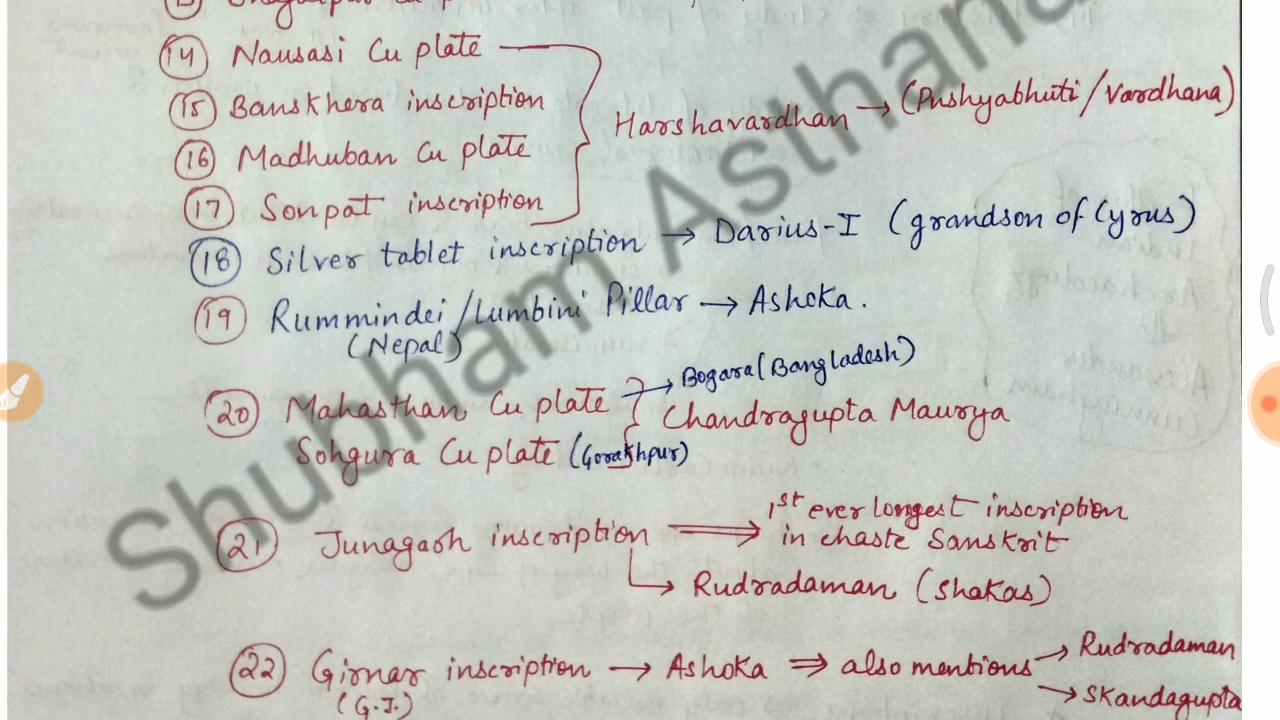 (14) Nausasi Cu plate
(15) Banskhera inscription
(16) Madhuban Cu plate
(17) Sonpat inscription
Harshavardhan → (Pushyabhuti / Vardhana)
(18) Silver tablet inscription → Darius-I (grandson of Cyrus)
(19) Rummindei /Lumbini Pillar → Ashoka.
(Nepal)
(20) Mahasthan Cu plate → Bogara (Bangladesh)
Sohgura Cu plate (Gorakhpur)
Chandragupta Maurya
(21) Junagarh inscription ⇒ 1st ever longest inscription
in chaste Sanskrit
→ Rudradaman (Shakas)
(22) Girnar inscription → Ashoka ⇒ also mentions → Rudradaman
→ Skandagupta
(G.J.)
Shubham Asthana